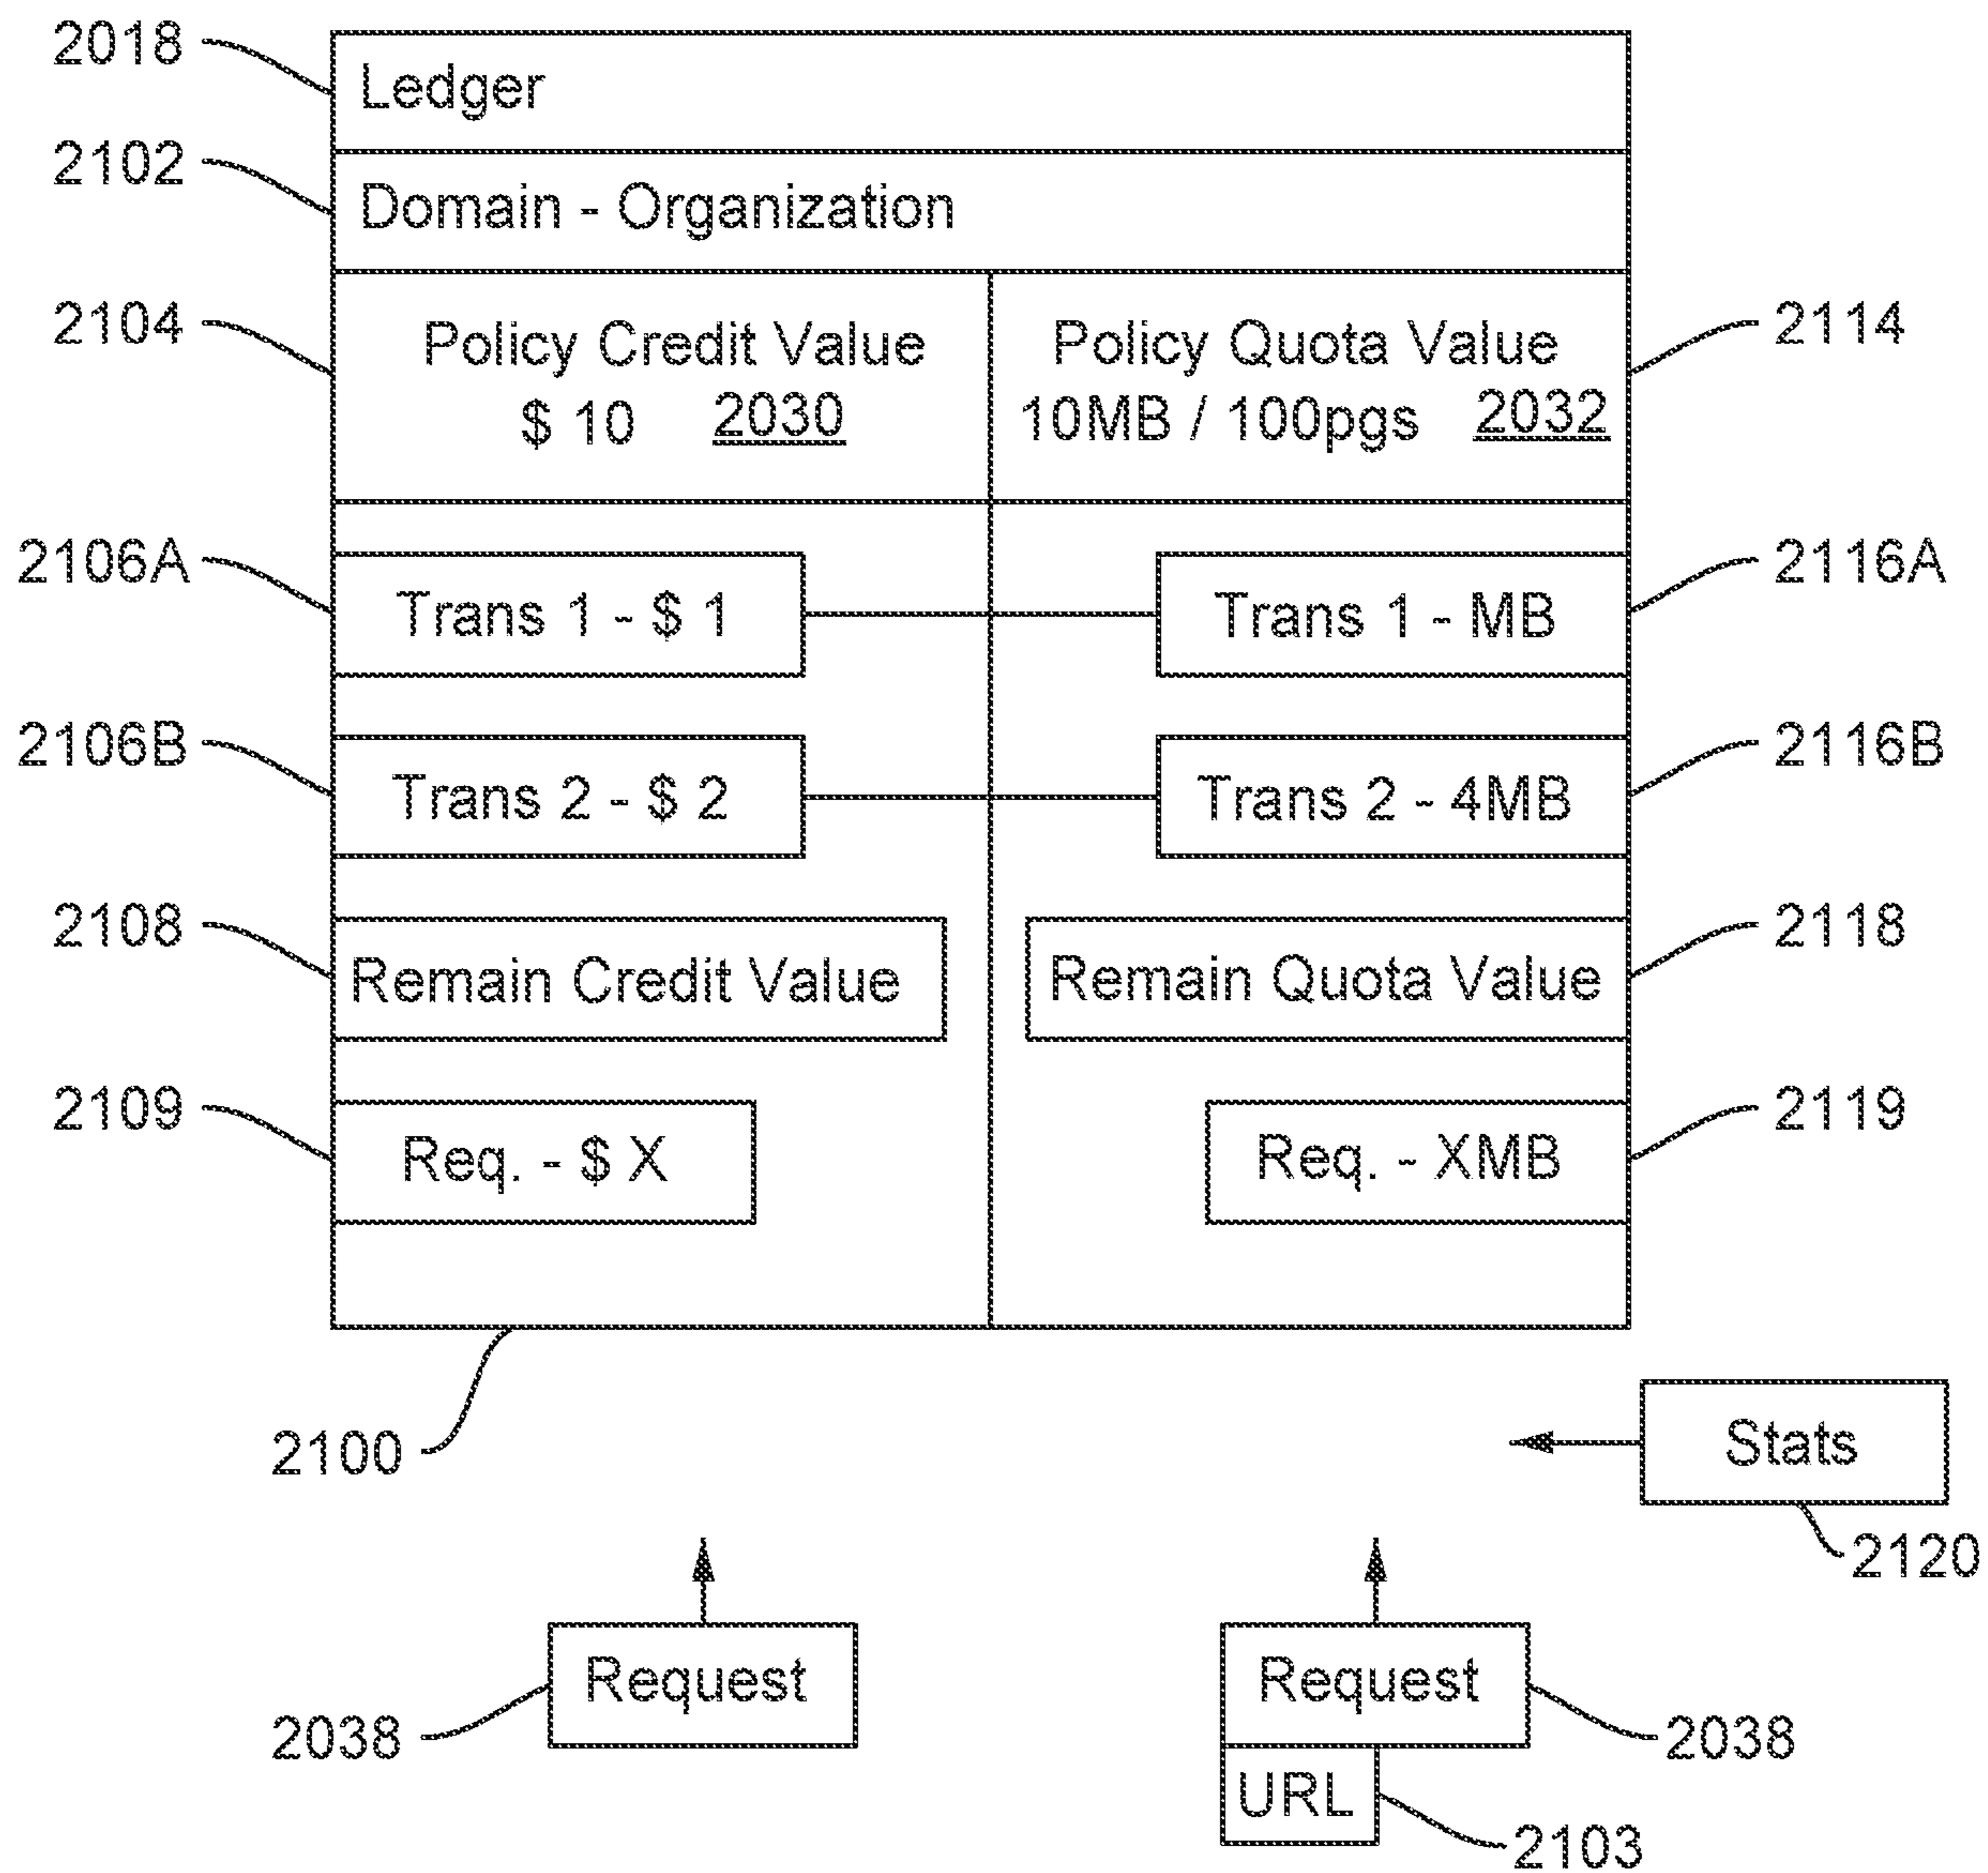 2018
Ledger
2102
Domain - Organization
2104
Policy Credit Value
$ 10 2030
Policy Quota Value
10MB / 100pgs 2032
2114
2106A
Trans 1 - $ 1
Trans 1 - MB
2116A
2106B
Trans 2 - $ 2
Trans 2 - 4MB
2116B
2108
Remain Credit Value
Remain Quota Value
2118
2109
Req. - $ X
Req. - XMB
2119
2100
Stats
2120
Request
2038
Request
2038
URL
2103